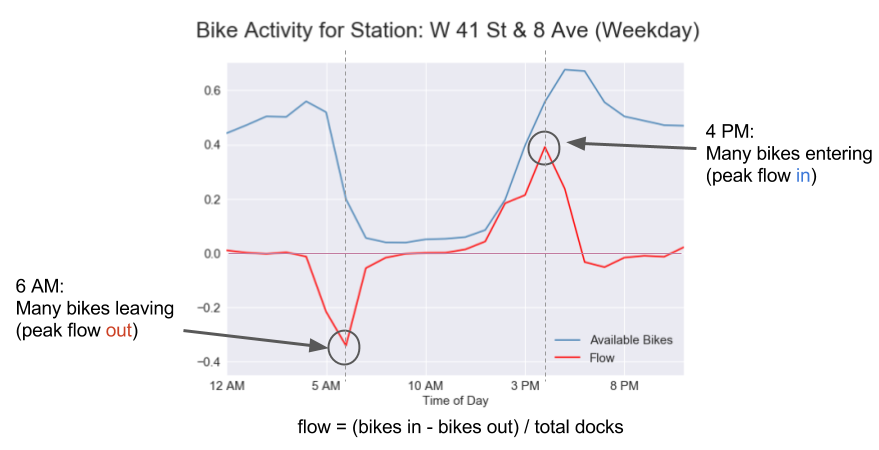 Bike Activity for Station: W 41 St & 8 Ave (Weekday)
0.6
0.4
0.2
0.0
−0.2
−0.4
4 PM:
Many bikes entering
(peak flow in)
6 AM:
Many bikes leaving
(peak flow out)
Available Bikes
Flow
12 AM
5 AM
10 AM
3 PM
8 PM
Time of Day
flow = (bikes in - bikes out) / total docks